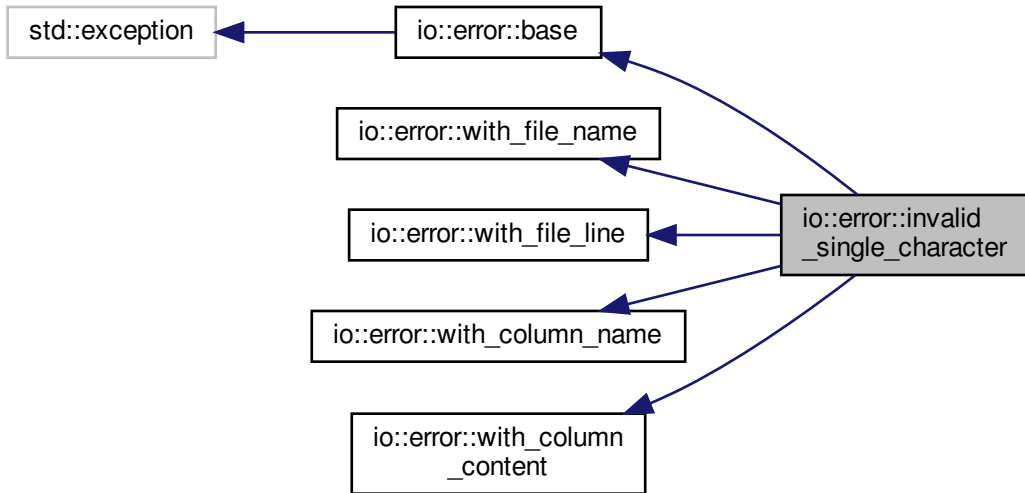 std::exception
io::error::base
io::error::with_file_name
io::error::with_file_line
io::error::with_column_name
io::error::with_column
_content
io::error::invalid
_single_character